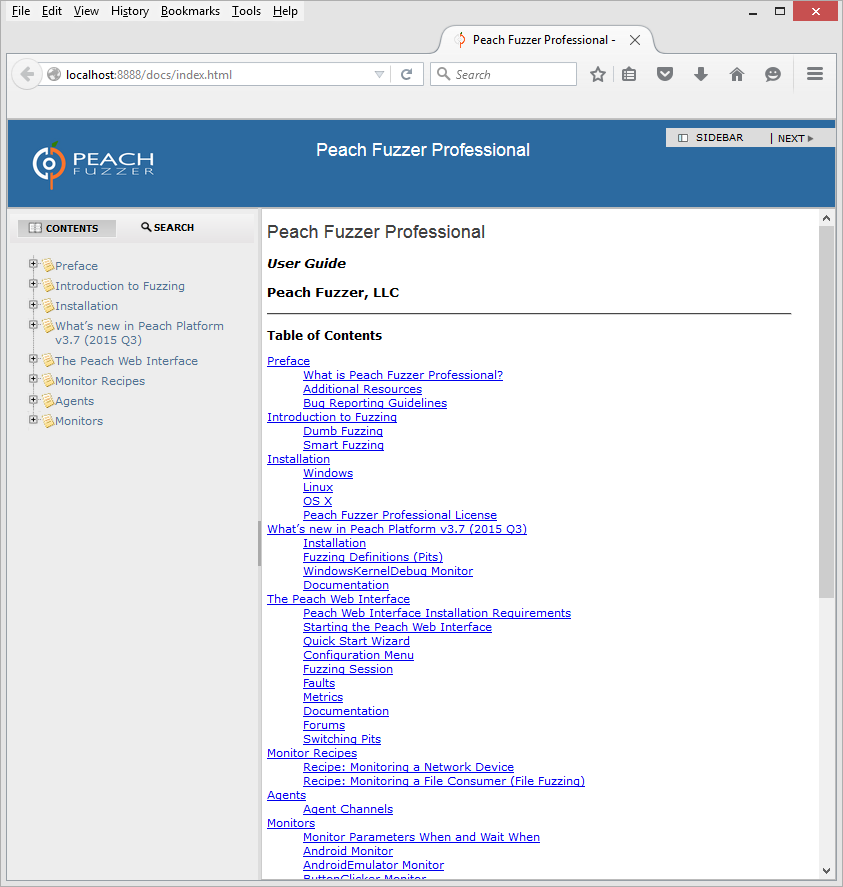 File Edit View History Bookmarks Tools Help
Peach Fuzzer Professional -
localhost:8888/docs/index.html
Search
PEACH
FUZZER
Peach Fuzzer Professional
SIDEBAR | NEXT
CONTENTS
SEARCH
Preface
Introduction to Fuzzing
Installation
What’s new in Peach Platform
v3.7 (2015 Q3)
The Peach Web Interface
Monitor Recipes
Agents
Monitors
Peach Fuzzer Professional
User Guide
Peach Fuzzer, LLC
Table of Contents
Preface
What is Peach Fuzzer Professional?
Additional Resources
Bug Reporting Guidelines
Introduction to Fuzzing
Dumb Fuzzing
Smart Fuzzing
Installation
Windows
Linux
OS X
Peach Fuzzer Professional License
What’s new in Peach Platform v3.7 (2015 Q3)
Installation
Fuzzing Definitions (Pits)
WindowsKernelDebug Monitor
Documentation
The Peach Web Interface
Peach Web Interface Installation Requirements
Starting the Peach Web Interface
Quick Start Wizard
Configuration Menu
Fuzzing Session
Faults
Metrics
Documentation
Forums
Switching Pits
Monitor Recipes
Recipe: Monitoring a Network Device
Recipe: Monitoring a File Consumer (File Fuzzing)
Agents
Agent Channels
Monitors
Monitor Parameters When and Wait When
Android Monitor
AndroidEmulator Monitor
ButtonClicker Monitor